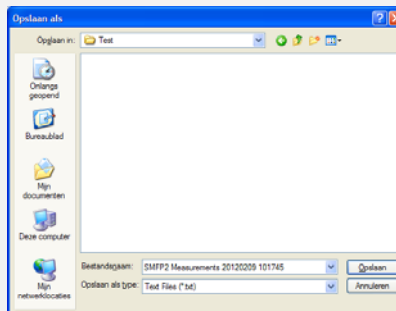 Opslaan als
Opslaan in: Test
Onlangs
geopend
Bureaublad
Mijn
documenten
Deze computer
Mijn
netwerklocaties
Bestandsnaam: SMFP2 Measurements 20120209 101745
Opslaan
Opslaan als type: Text Files (*.txt)
Annuleren